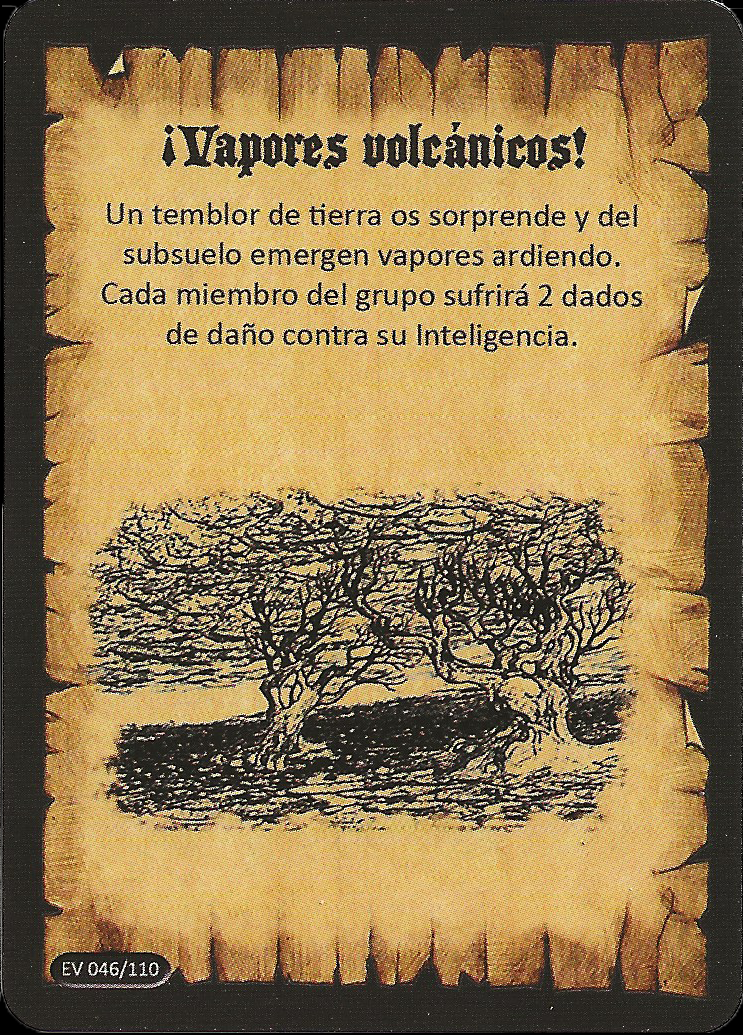 ¡Vapores volcánicos!
Un temblor de tierra os sorprende y del
subsuelo emergen vapores ardiendo.
Cada miembro del grupo sufrirá 2 dados
de daño contra su Inteligencia.
EV 046/110